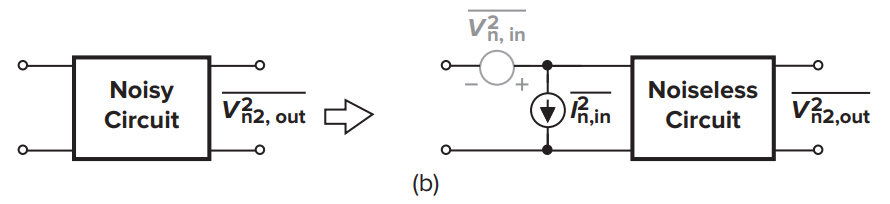 V²n, in
Noisy
Circuit
V²n2, out
− +
I²n,in
Noiseless
Circuit
V²n2,out
(b)